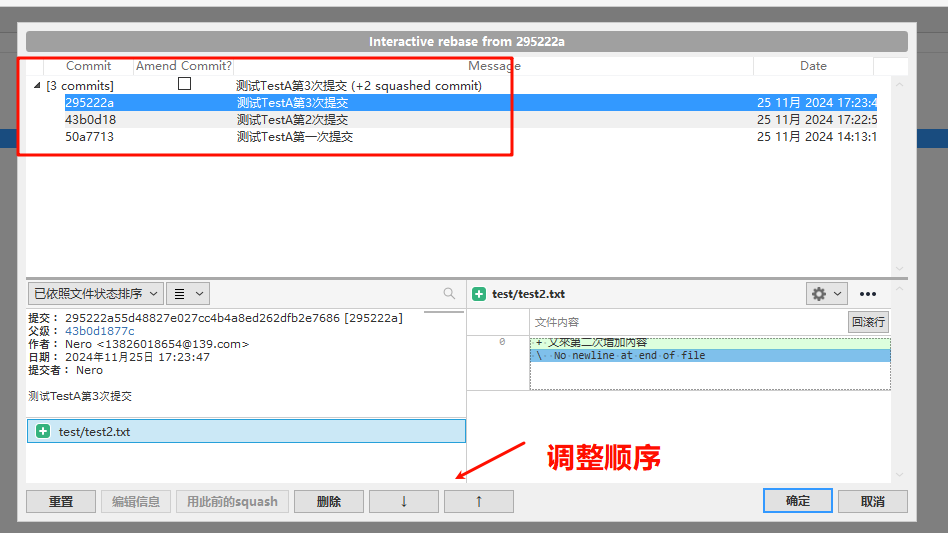 Interactive rebase from 295222a
Commit Amend Commit? Message Date
[3 commits] 测试TestA第3次提交 (+2 squashed commit)
295222a 测试TestA第3次提交 25 11月 2024 17:23:4
43b0d18 测试TestA第2次提交 25 11月 2024 17:22:5
50a7713 测试TestA第一次提交 25 11月 2024 14:13:1
已依照文件状态排序
test/test2.txt
提交： 295222a55d48827e027cc4b4a8ed262dfb2e7686 [295222a]
父级： 43b0d1877c
作者： Nero <13826018654@139.com>
日期： 2024年11月25日 17:23:47
提交者： Nero
测试TestA第3次提交
文件内容 回滚行
0 + 又来第二次增加内容
\ No newline at end of file
test/test2.txt
调整顺序
重置 编辑信息 用此前的squash 删除 ↓ ↑ 确定 取消